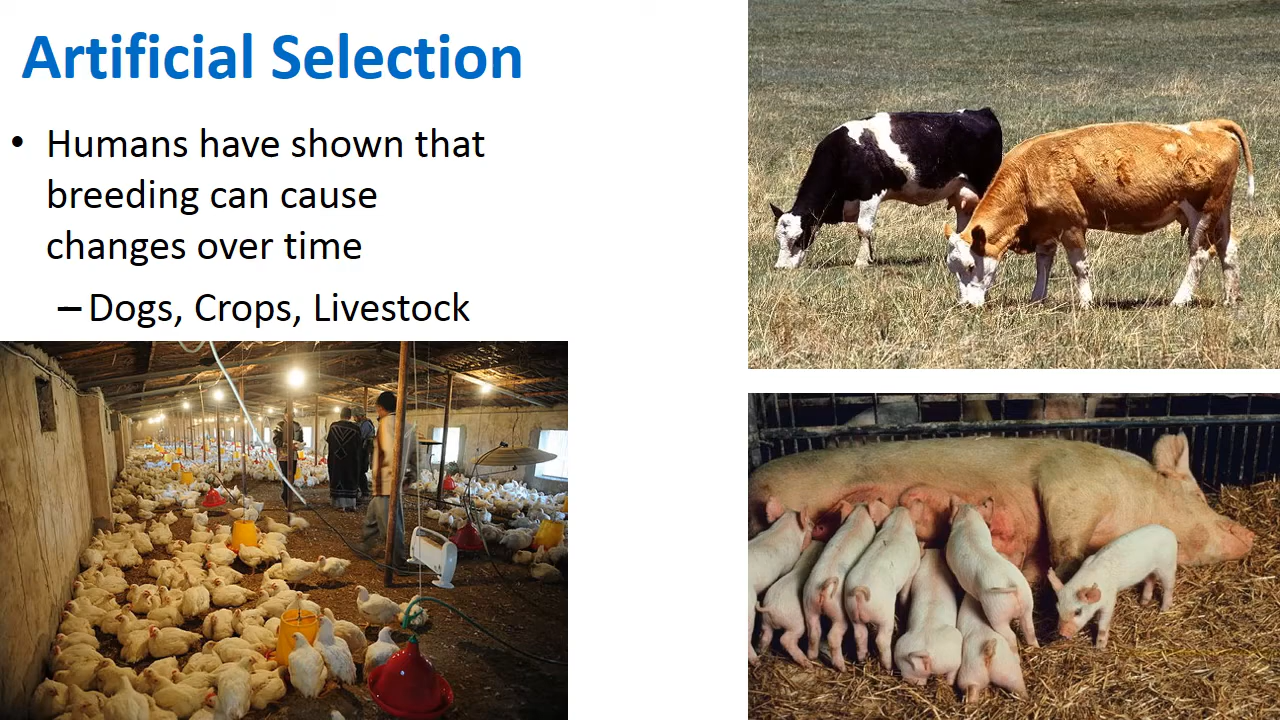 Artificial Selection
• Humans have shown that
breeding can cause
changes over time
– Dogs, Crops, Livestock